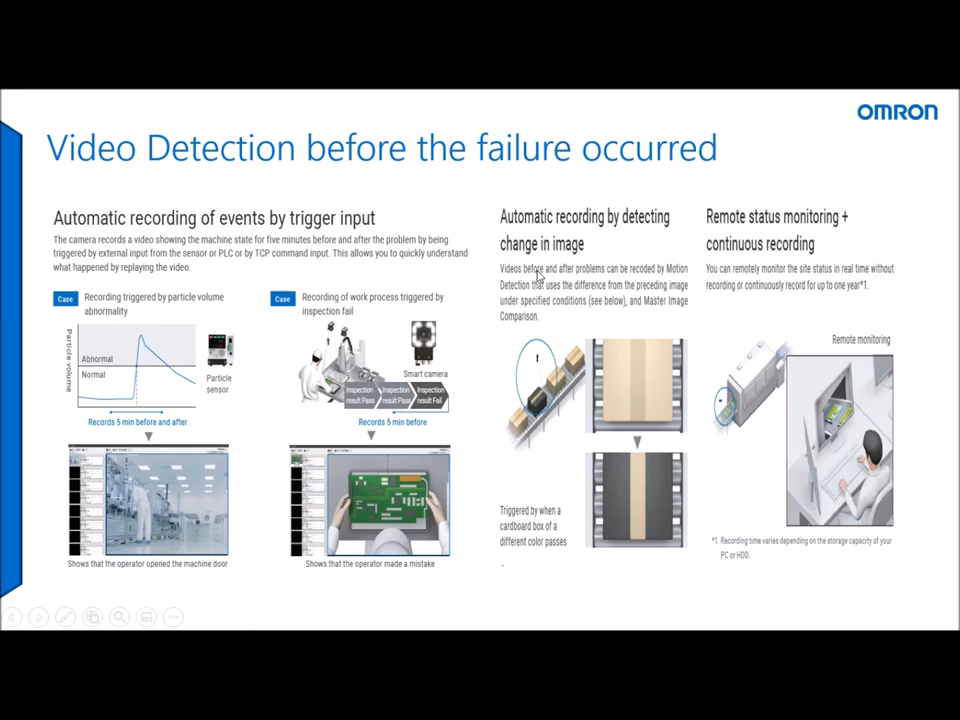 OMRON
Video Detection before the failure occurred
Automatic recording of events by trigger input
The camera records a video showing the machine state for five minutes before and after the problem by being
triggered by external input from the sensor or PLC or by TCP command input. This allows you to quickly understand
what happened by replaying the video.
Case
Recording triggered by particle volume
abnormality
Particle volume
Abnormal
Normal
Particle
sensor
Records 5 min before and after
Shows that the operator opened the machine door
Case
Recording of work process triggered by
inspection fail
Smart camera
Inspection
result Pass
Inspection
result Pass
Inspection
result Fail
Records 5 min before
Shows that the operator made a mistake
Automatic recording by detecting
change in image
Videos before and after problems can be recoded by Motion
Detection that uses the difference from the preceding image
under specified conditions (see below), and Master Image
Comparison.
Triggered by when a
cardboard box of a
different color passes
.
Remote status monitoring +
continuous recording
You can remotely monitor the site status in real time without
recording or continuously record for up to one year*1.
Remote monitoring
*1. Recording time varies depending on the storage capacity of your
PC or HDD.